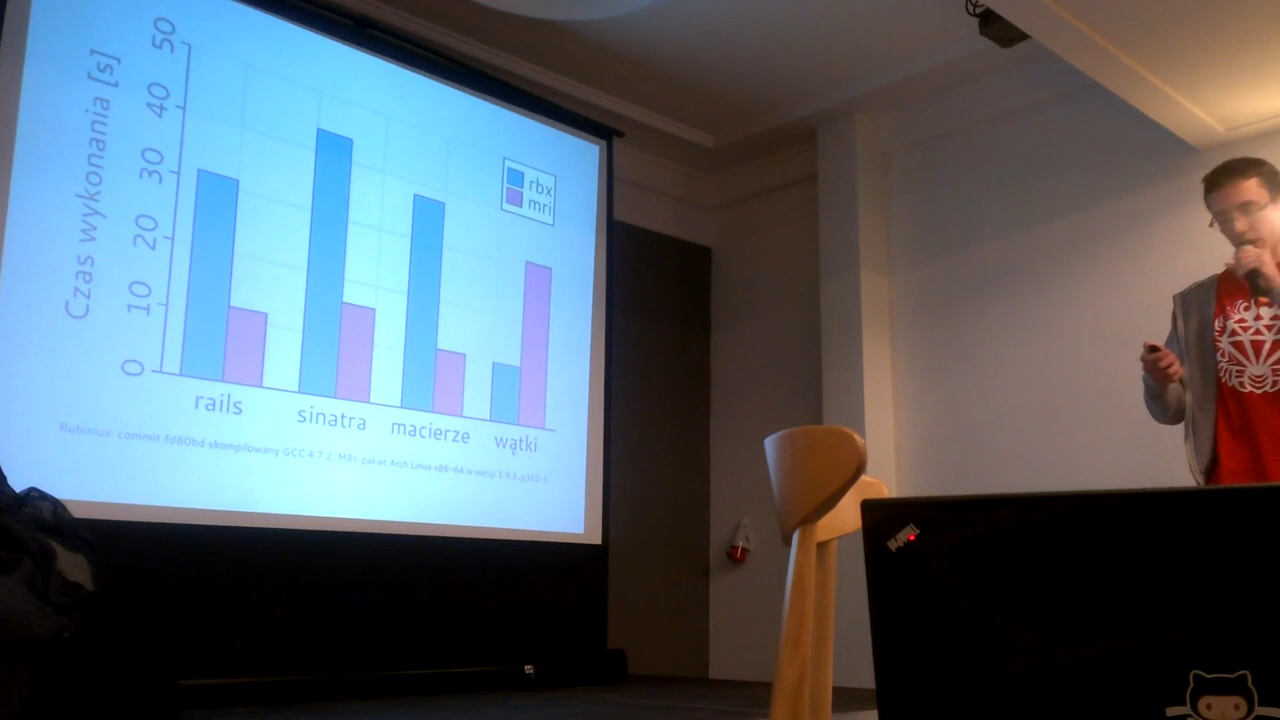 Czas wykonania [s]
50
40
30
20
10
0
rbx
mri
rails sinatra macierze wątki
Rubinius: commit fd80bd skompilowany GCC 4.7.2. MRI: pakiet Arch Linux x86-64 w wersji 1.9.3_p362-1
ThinkPad